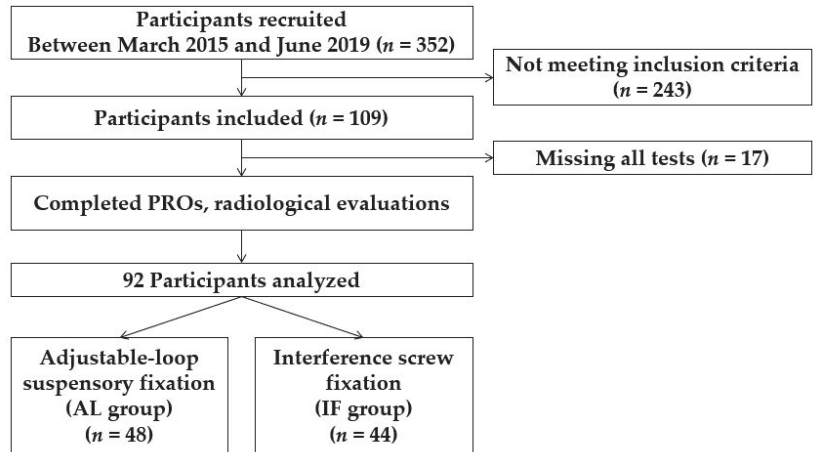 Participants recruited
Between March 2015 and June 2019 (n = 352)
Not meeting inclusion criteria
(n = 243)
Participants included (n = 109)
Missing all tests (n = 17)
Completed PROs, radiological evaluations
92 Participants analyzed
Adjustable-loop
suspensory fixation
(AL group)
(n = 48)
Interference screw
fixation
(IF group)
(n = 44)